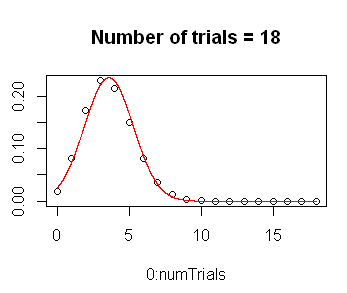 Number of trials = 18
0.20
0.10
0.00
0 5 10 15
0:numTrials